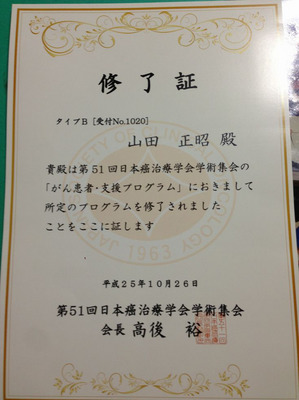 修了証
タイプB [受付No.1020]
山田 正昭 殿
貴殿は第51回日本癌治療学会学術集会の
「がん患者・支援プログラム」におきまして
所定のプログラムを修了されました
ことをここに証します
平成25年10月26日
第51回日本癌治療学会学術集会
会長 高後 裕